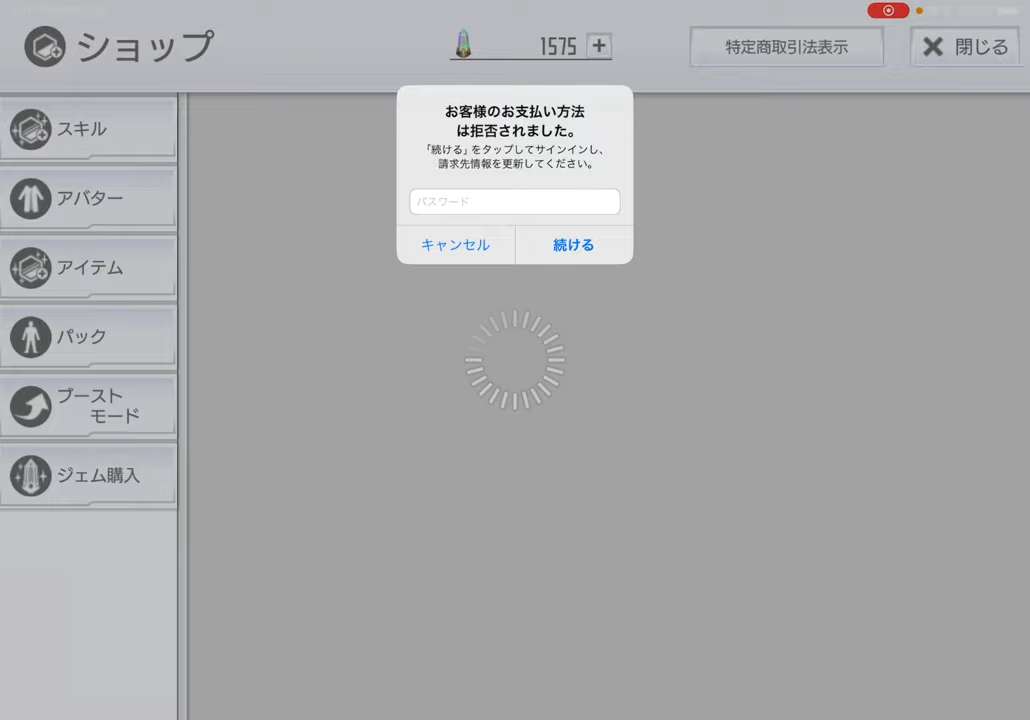 ショップ
1575
特定商取引法表示
閉じる
お客様のお支払い方法
は拒否されました。
「続ける」をタップしてサインインし、
請求先情報を更新してください。
パスワード
キャンセル
続ける
スキル
アバター
アイテム
パック
ブースト
モード
ジェム購入